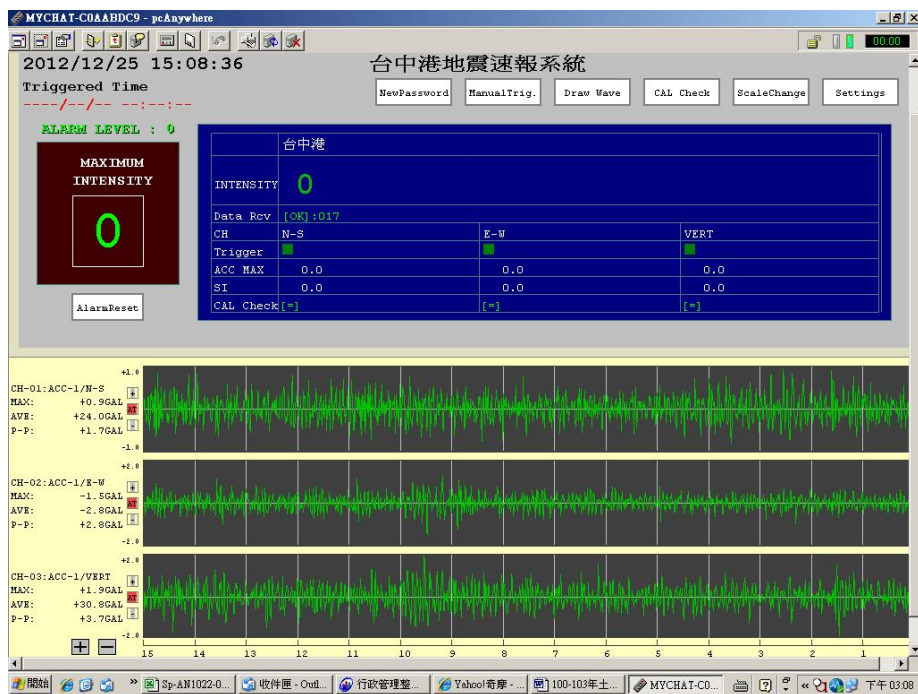 MYCHAT-C0AABDC9 - pcAnywhere
00:00
2012/12/25 15:08:36
台中港地震速報系統
Triggered Time
----/--/-- --:--:--
NewPassword ManualTrig. Draw Wave CAL Check ScaleChange Settings
ALARM LEVEL : 0
MAXIMUM
INTENSITY
0
AlarmReset
台中港
INTENSITY 0
Data Rcv [OK]:017
CH N-S E-W VERT
Trigger
ACC MAX 0.0 0.0 0.0
SI 0.0 0.0 0.0
CAL Check [=] [=] [=]
+1.0
CH-01:ACC-1/N-S
MAX: +0.9GAL
AVE: +24.0GAL AT
P-P: +1.7GAL
-1.0
+2.0
CH-02:ACC-1/E-W
MAX: -1.5GAL
AVE: -2.8GAL AT
P-P: +2.8GAL
-2.0
+2.0
CH-03:ACC-1/VERT
MAX: +1.9GAL
AVE: +30.8GAL AT
P-P: +3.7GAL
-2.0
15 14 13 12 11 10 9 8 7 6 5 4 3 2 1
開始 Sp-AN1022-0... 收件匣 - Outl... 行政管理整... Yahoo!奇摩 - ... 100-103年土... MYCHAT-C0... 下午 03:08